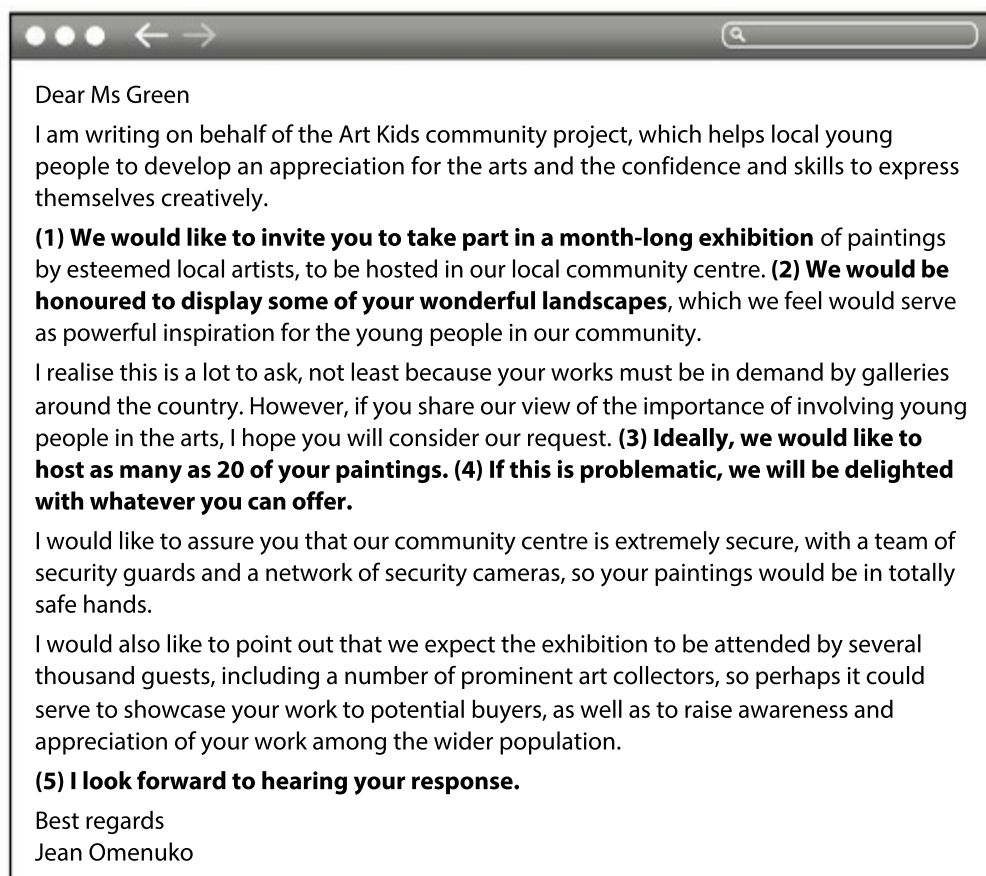 Dear Ms Green
I am writing on behalf of the Art Kids community project, which helps local young
people to develop an appreciation for the arts and the confidence and skills to express
themselves creatively.
(1) We would like to invite you to take part in a month-long exhibition of paintings
by esteemed local artists, to be hosted in our local community centre. (2) We would be
honoured to display some of your wonderful landscapes, which we feel would serve
as powerful inspiration for the young people in our community.
I realise this is a lot to ask, not least because your works must be in demand by galleries
around the country. However, if you share our view of the importance of involving young
people in the arts, I hope you will consider our request. (3) Ideally, we would like to
host as many as 20 of your paintings. (4) If this is problematic, we will be delighted
with whatever you can offer.
I would like to assure you that our community centre is extremely secure, with a team of
security guards and a network of security cameras, so your paintings would be in totally
safe hands.
I would also like to point out that we expect the exhibition to be attended by several
thousand guests, including a number of prominent art collectors, so perhaps it could
serve to showcase your work to potential buyers, as well as to raise awareness and
appreciation of your work among the wider population.
(5) I look forward to hearing your response.
Best regards
Jean Omenuko